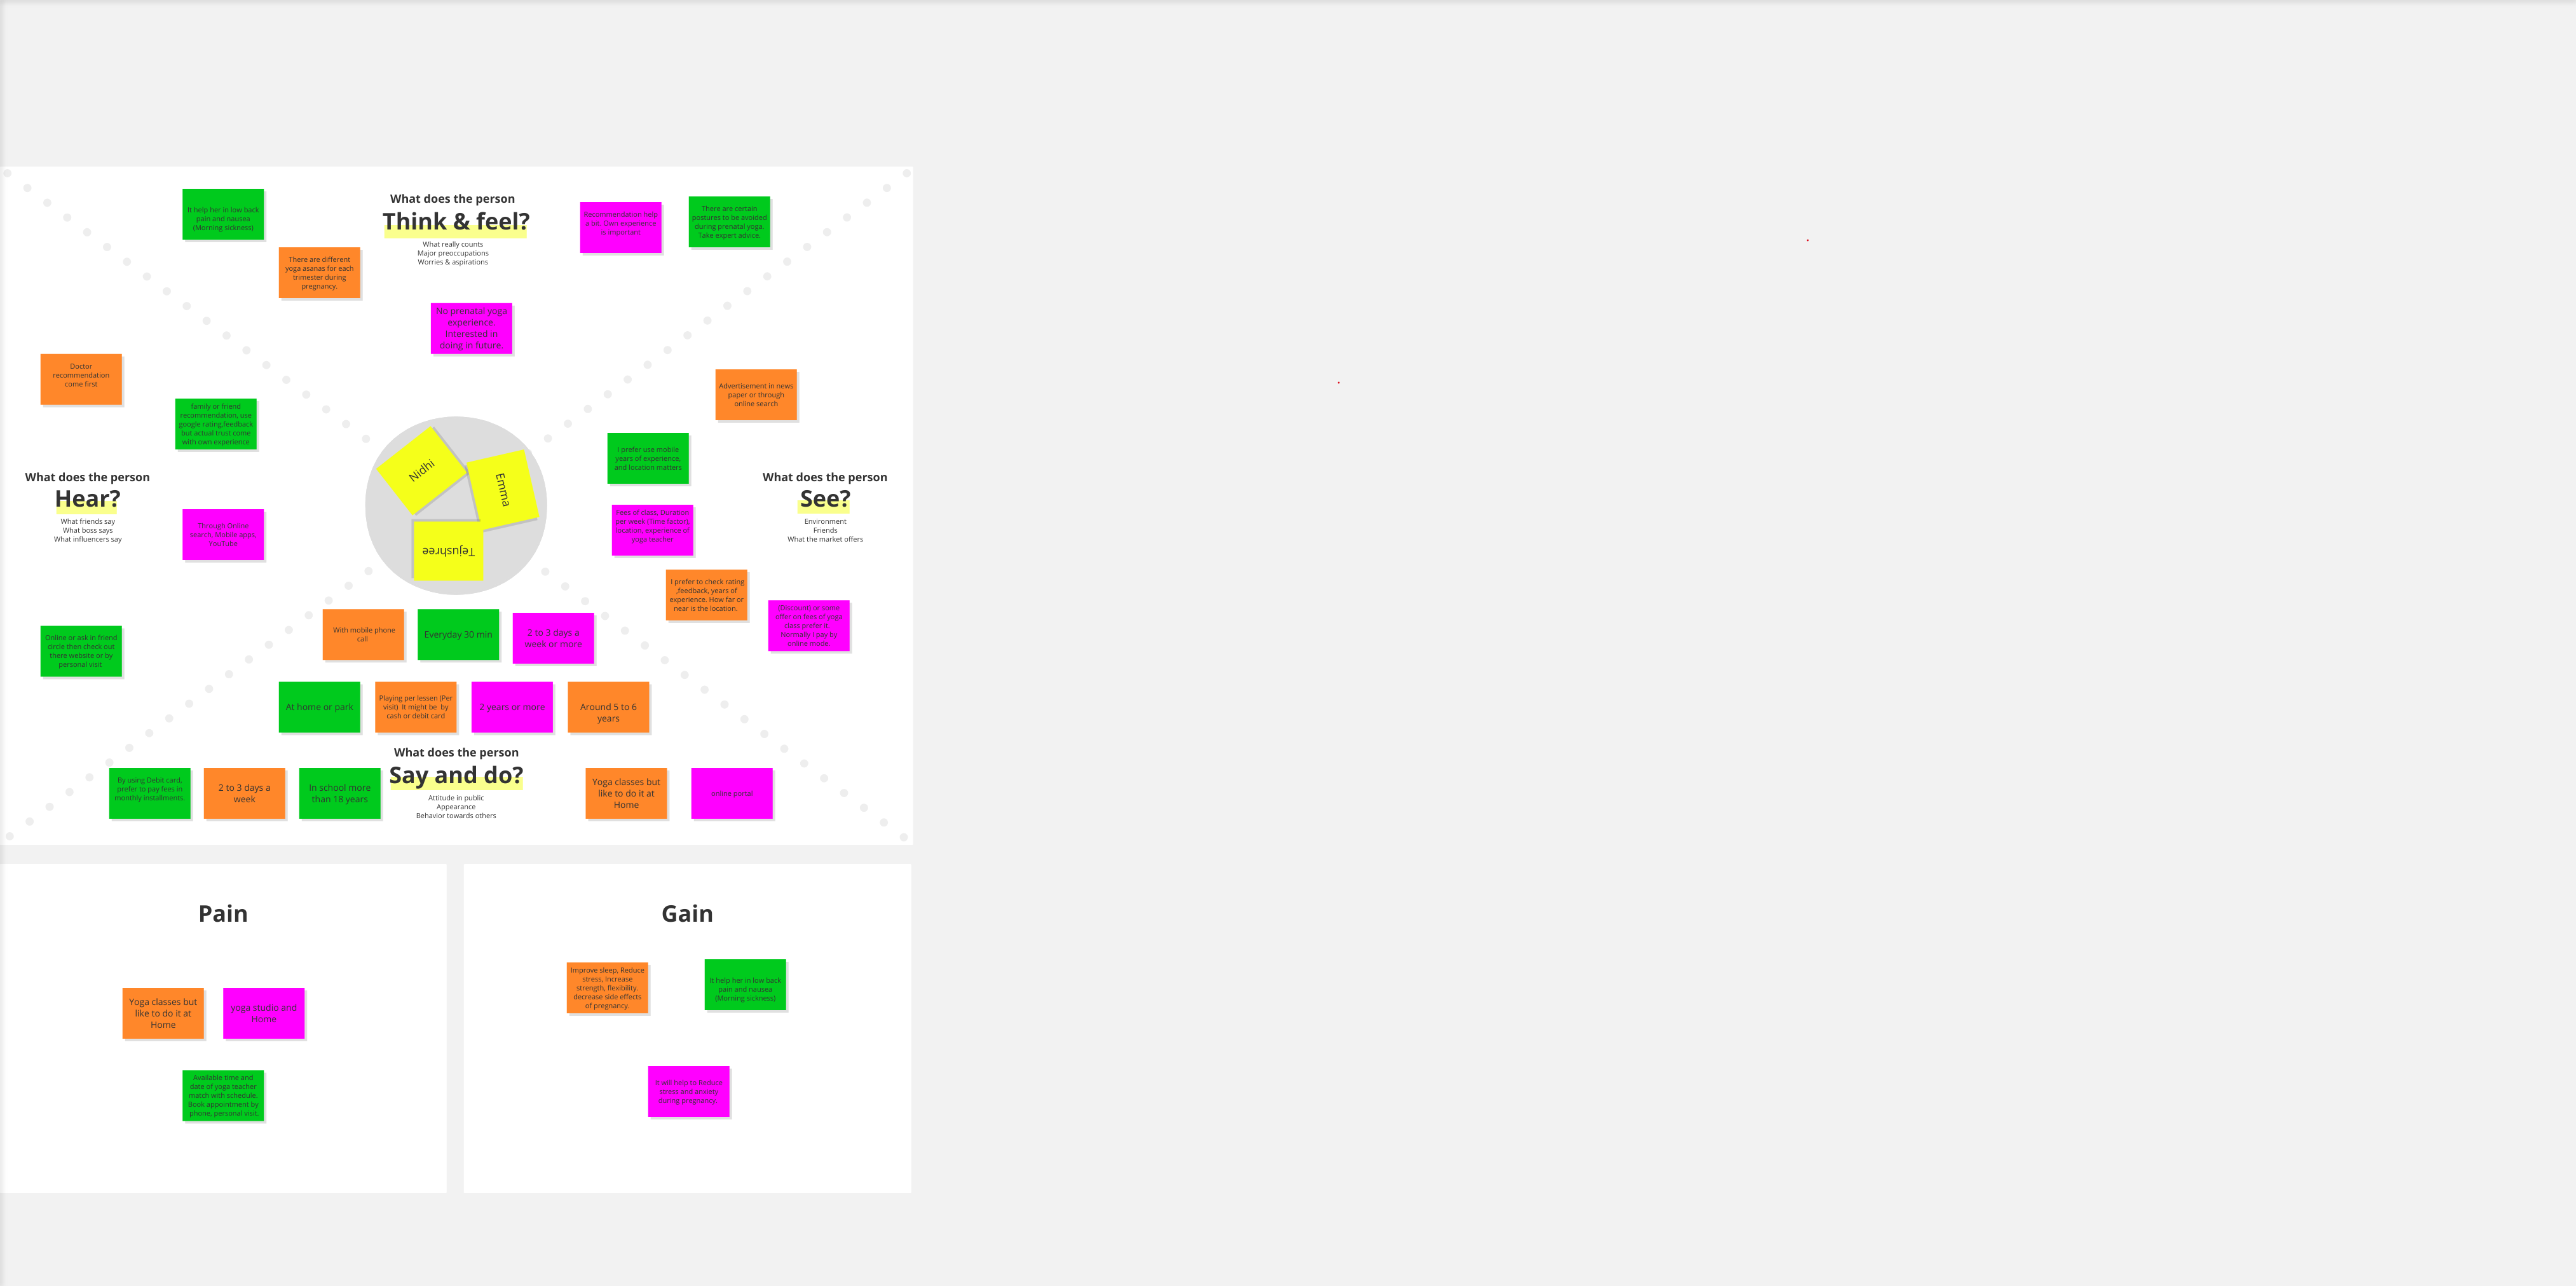 What does the person
Think & feel?
What really counts
Major preoccupations
Worries & aspirations
It help her in low back
pain and nausea
(Morning sickness)
There are different
yoga asanas for each
trimester during
pregnancy.
Recommendation help
a bit. Own experience
is important
There are certain
postures to be avoided
during prenatal yoga.
Take expert advice.
No prenatal yoga
experience.
Interested in
doing in future.
Doctor
recommendation
come first
family or friend
recommendation, use
google rating,feedback
but actual trust come
with own experience
What does the person
Hear?
What friends say
What boss says
What influencers say
Through Online
search, Mobile apps,
YouTube
Online or ask in friend
circle then check out
there website or by
personal visit
Nidhi
Emma
Tejushree
Advertisement in news
paper or through
online search
I prefer use mobile
years of experience,
and location matters
What does the person
See?
Environment
Friends
What the market offers
Fees of class, Duration
per week (Time factor),
location, experience of
yoga teacher
I prefer to check rating
,feedback, years of
experience. How far or
near is the location.
(Discount) or some
offer on fees of yoga
class prefer it.
Normally I pay by
online mode.
With mobile phone
call
Everyday 30 min
2 to 3 days a
week or more
At home or park
Playing per lessen (Per
visit) It might be by
cash or debit card
2 years or more
Around 5 to 6
years
What does the person
Say and do?
Attitude in public
Appearance
Behavior towards others
By using Debit card,
prefer to pay fees in
monthly installments.
2 to 3 days a
week
In school more
than 18 years
Yoga classes but
like to do it at
Home
online portal
Pain
Yoga classes but
like to do it at
Home
yoga studio and
Home
Available time and
date of yoga teacher
match with schedule.
Book appointment by
phone, personal visit.
Gain
Improve sleep, Reduce
stress, Increase
strength, flexibility.
decrease side effects
of pregnancy.
It help her in low back
pain and nausea
(Morning sickness)
It will help to Reduce
stress and anxiety
during pregnancy.